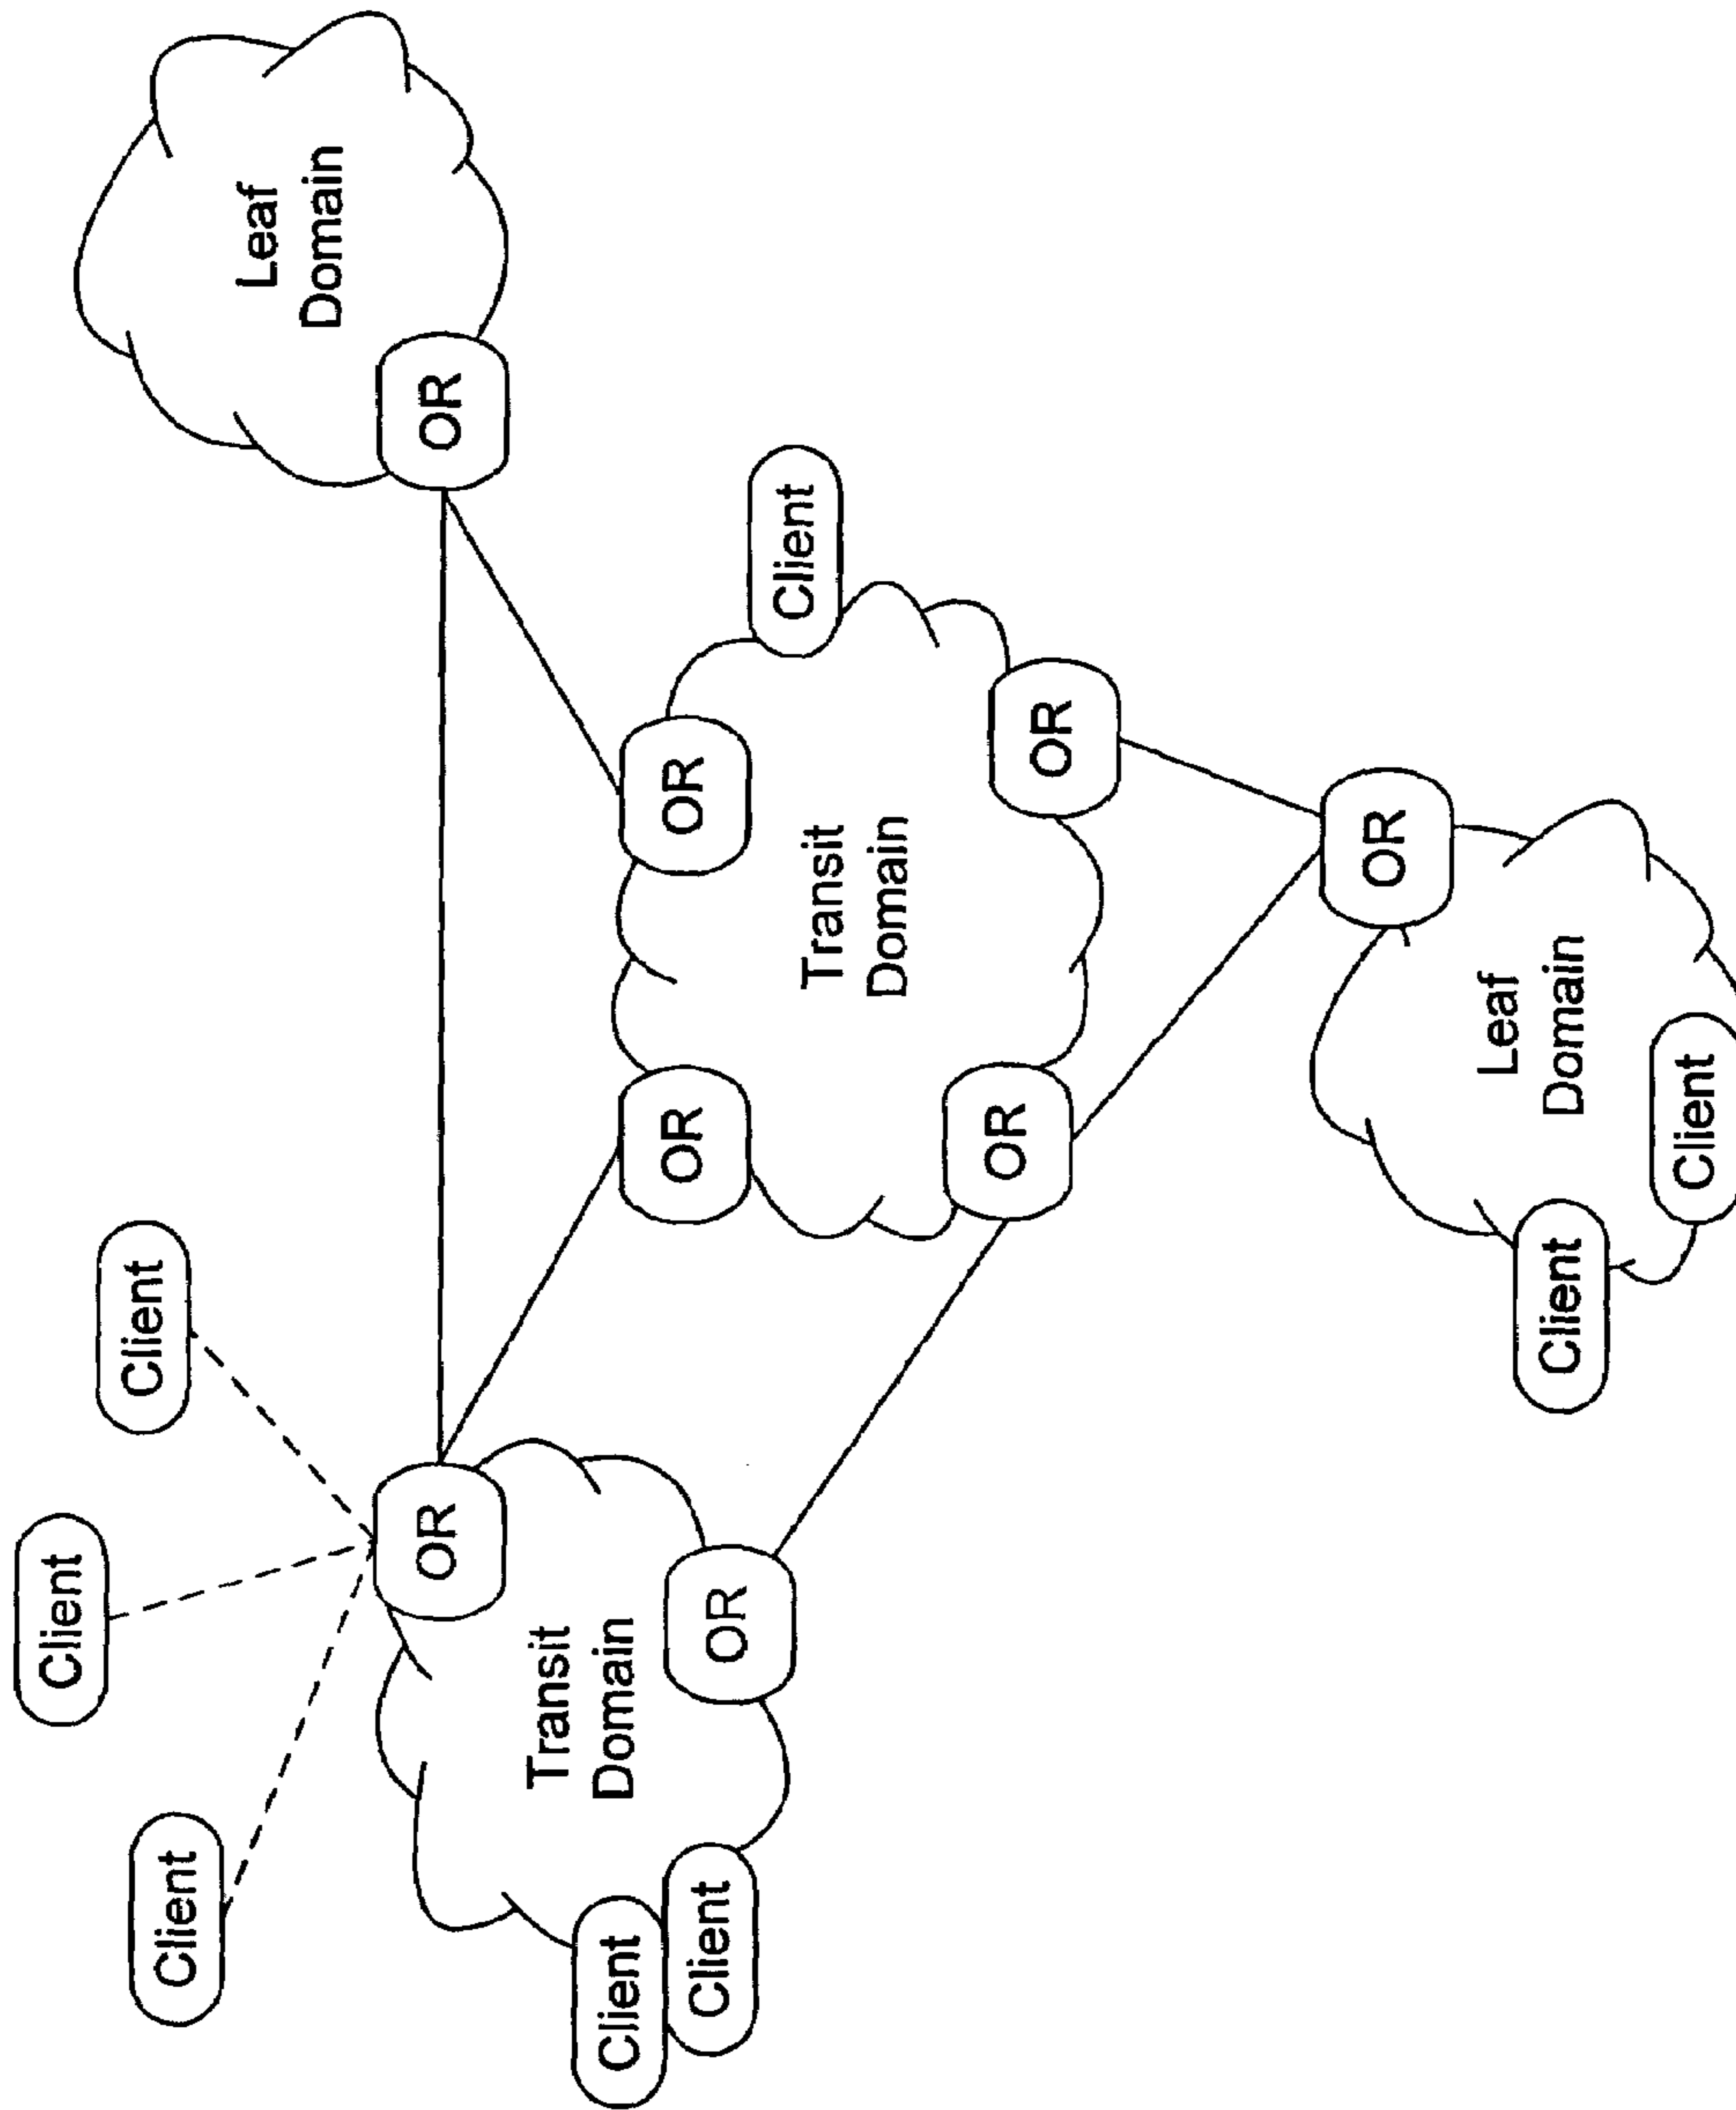 Client
Client
Client
Leaf
Domain
OR
OR
Transit
Domain
Client
Client
OR
OR
OR
Client
Transit
Domain
OR
OR
OR
Leaf
Domain
Client
Client